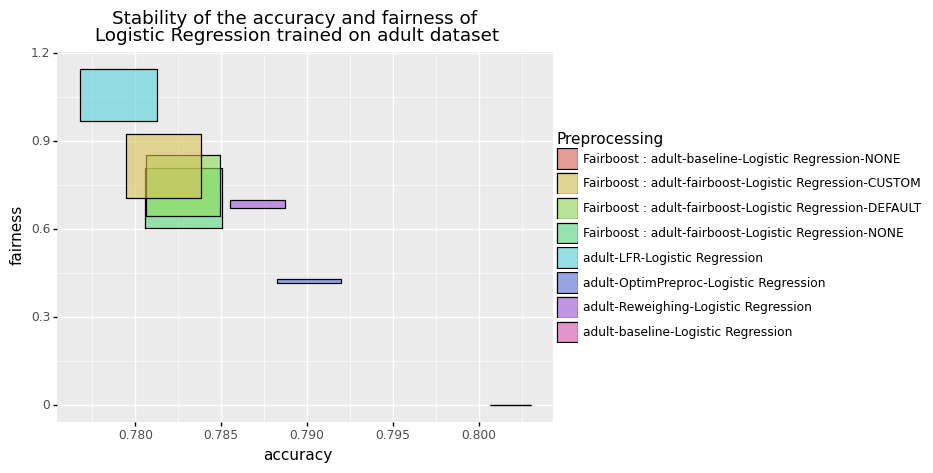 Stability of the accuracy and fairness of
Logistic Regression trained on adult dataset
1.2
0.9
0.6
0.3
0
fairness
0.780
0.785
0.790
0.795
0.800
accuracy
Preprocessing
Fairboost : adult-baseline-Logistic Regression-NONE
Fairboost : adult-fairboost-Logistic Regression-CUSTOM
Fairboost : adult-fairboost-Logistic Regression-DEFAULT
Fairboost : adult-fairboost-Logistic Regression-NONE
adult-LFR-Logistic Regression
adult-OptimPreproc-Logistic Regression
adult-Reweighing-Logistic Regression
adult-baseline-Logistic Regression